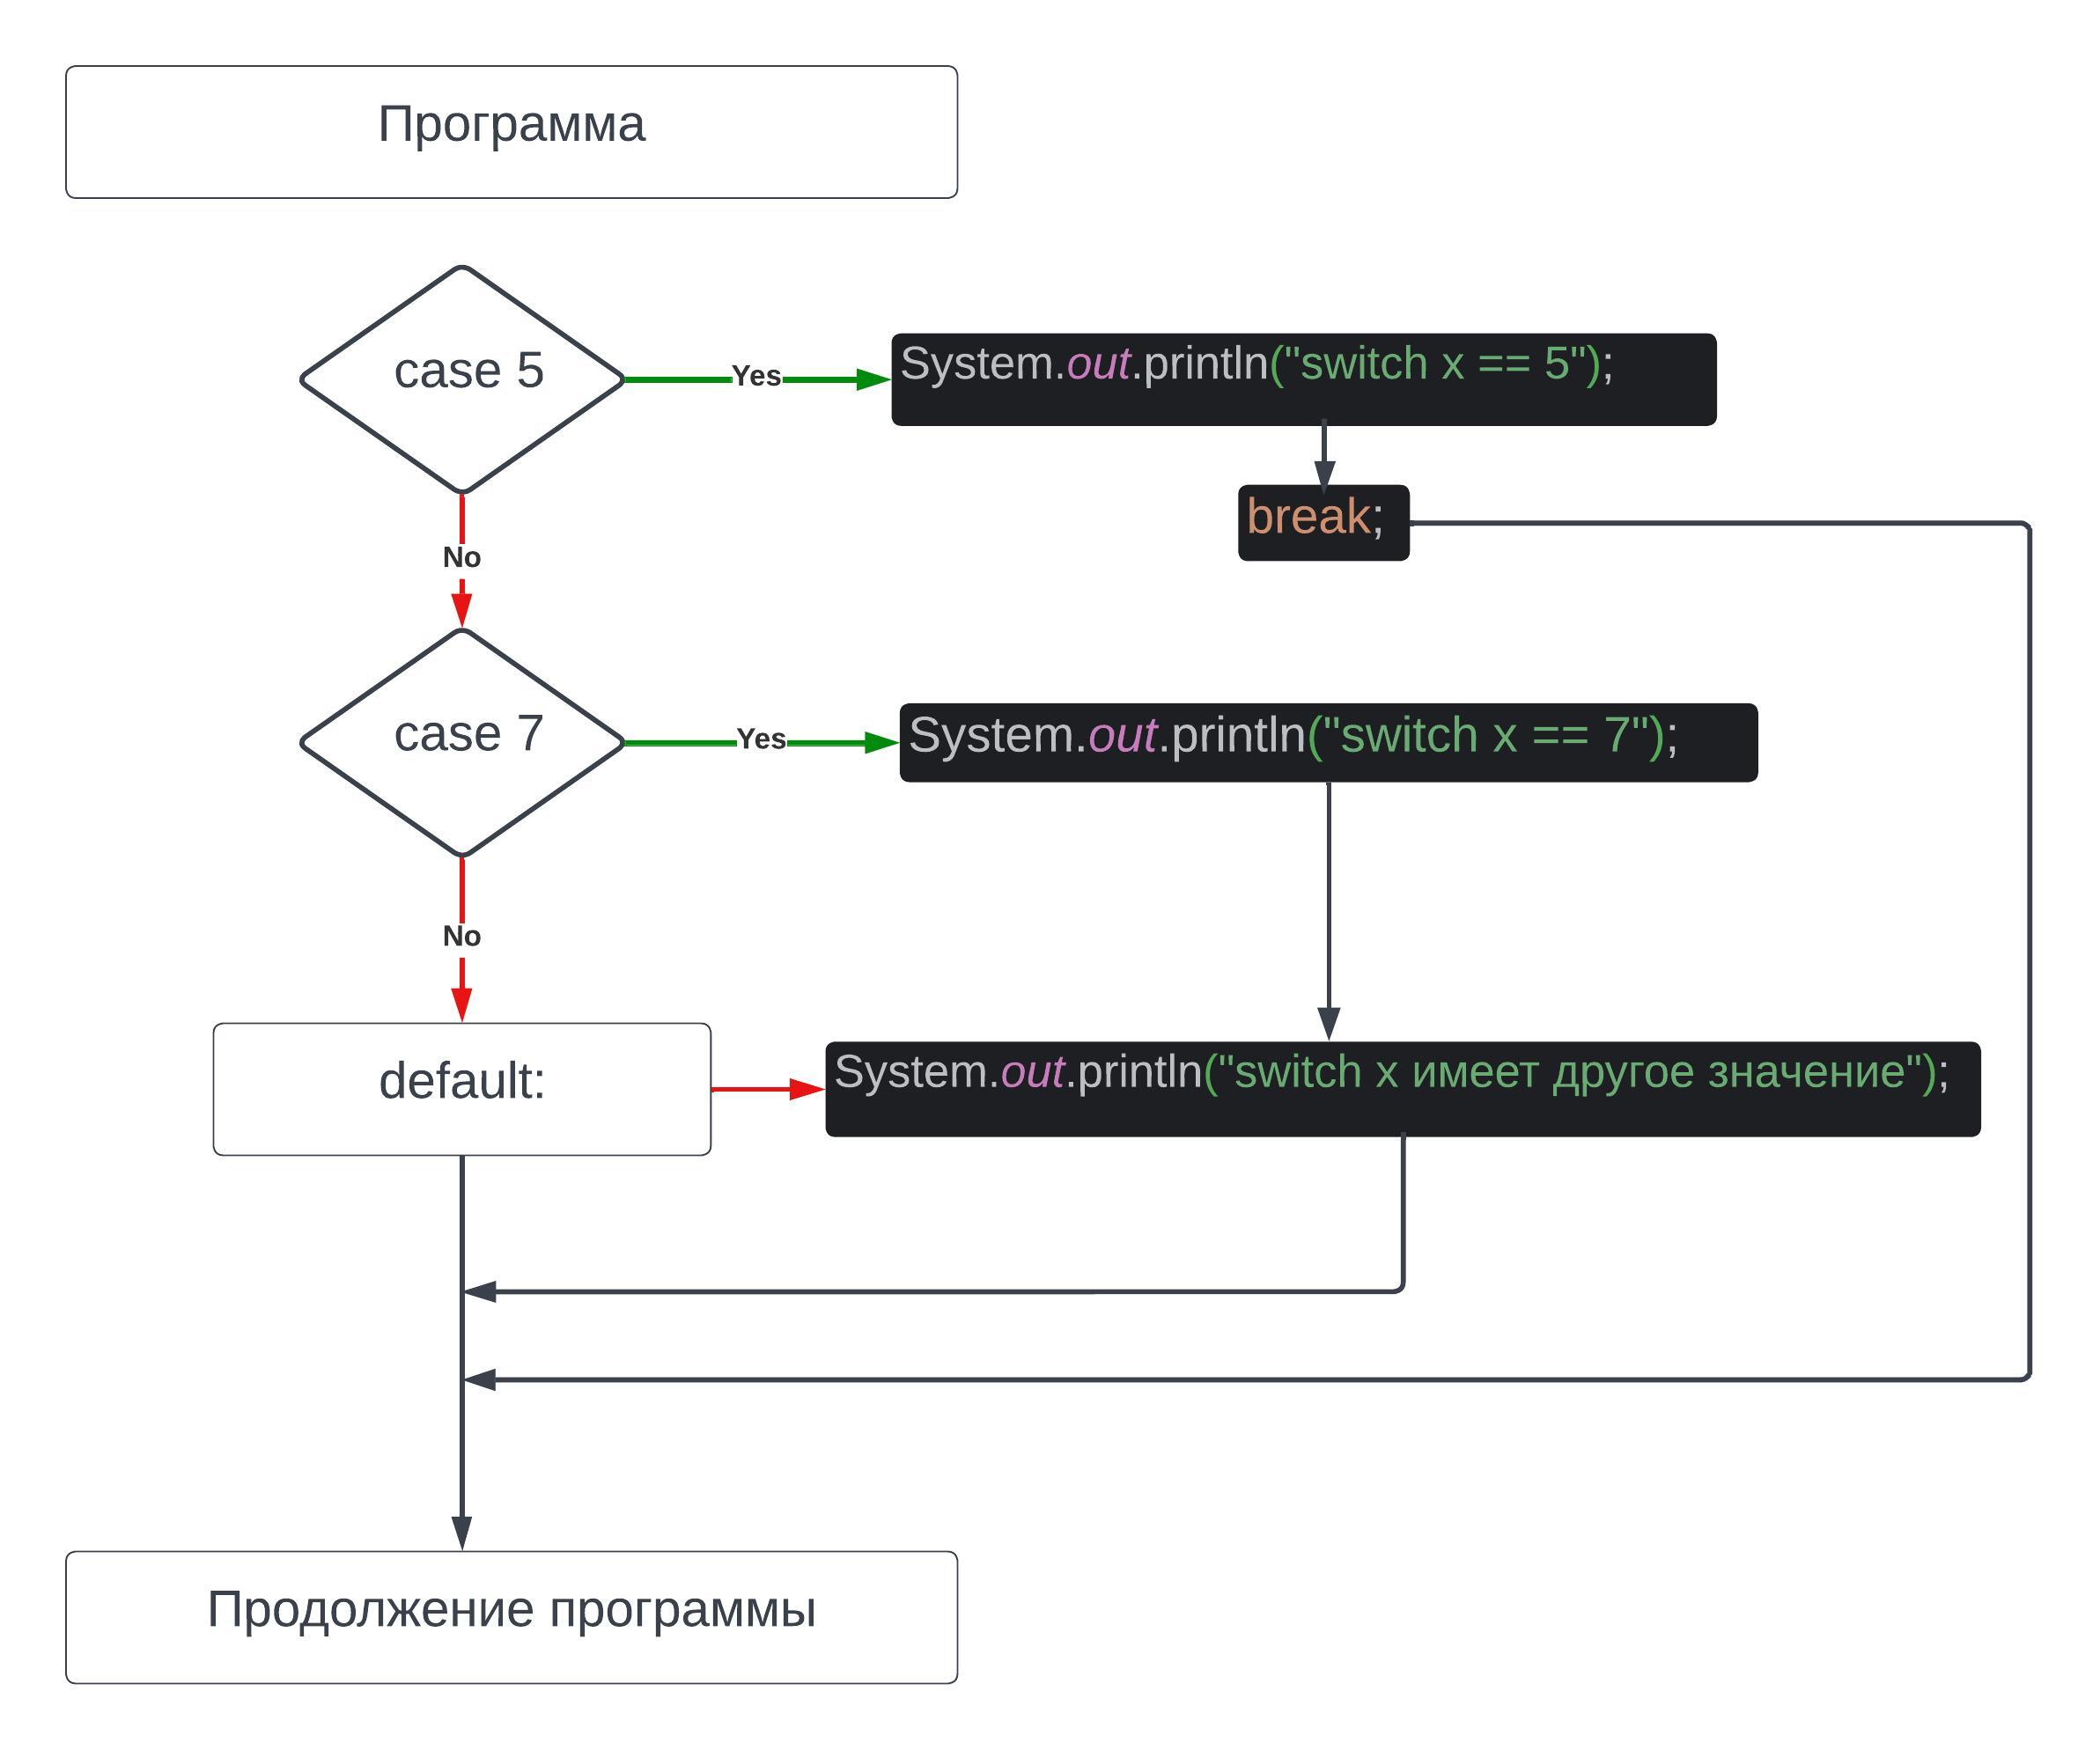 Программа
case 5
Yes
System.out.println("switch x == 5");
break;
No
case 7
Yes
System.out.println("switch x == 7");
No
default:
System.out.println("switch x имеет другое значение");
Продолжение программы